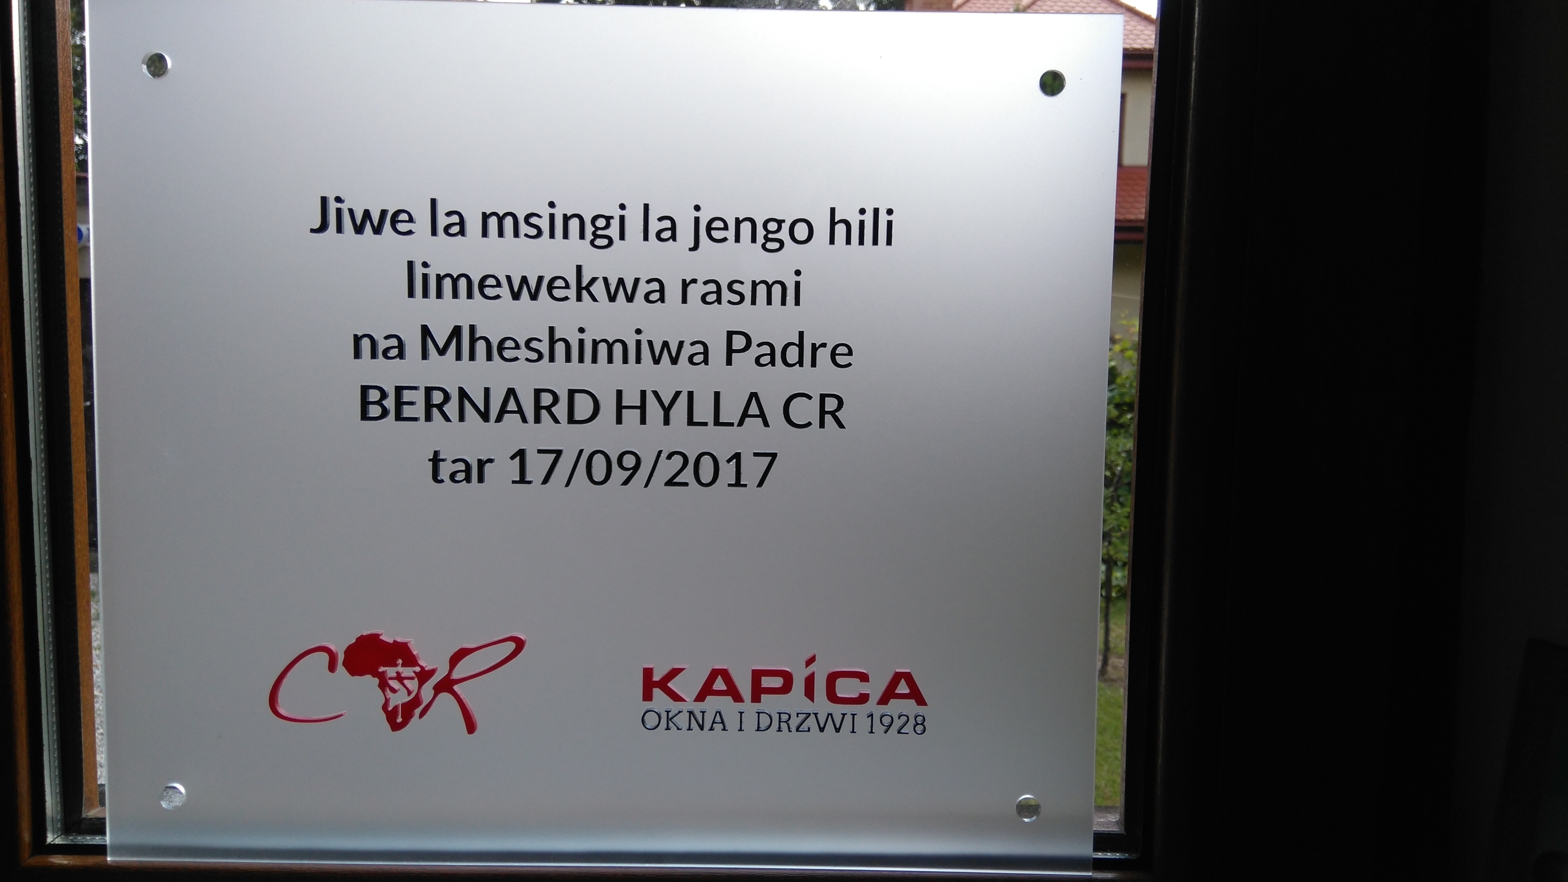 Jiwe la msingi la jengo hili
limewekwa rasmi
na Mheshimiwa Padre
BERNARD HYLLA CR
tar 17/09/2017
CR
KAPICA
OKNA I DRZWI 1928